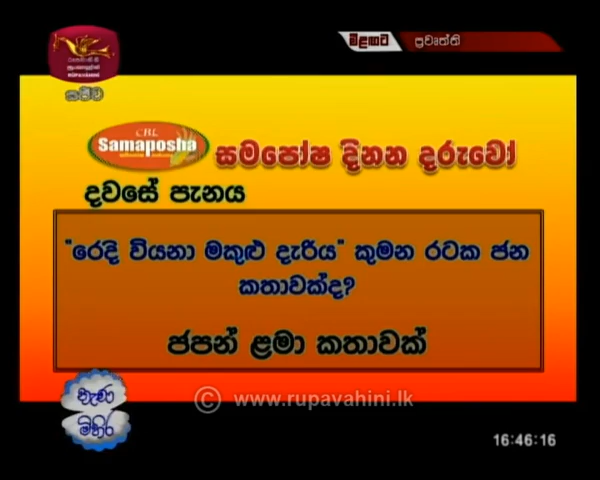 මීළඟට ප්‍රවෘත්ති
සජීව
CBL
Samaposha
සමපෝෂ දිනන දරුවෝ
දවසේ පැනය
"රෙදි වියනා මකුළු දැරිය" කුමන රටක ජන
කතාවක්ද?
ජපන් ළමා කතාවක්
නැණ
මිහිර
© www.rupavahini.lk
16:46:16